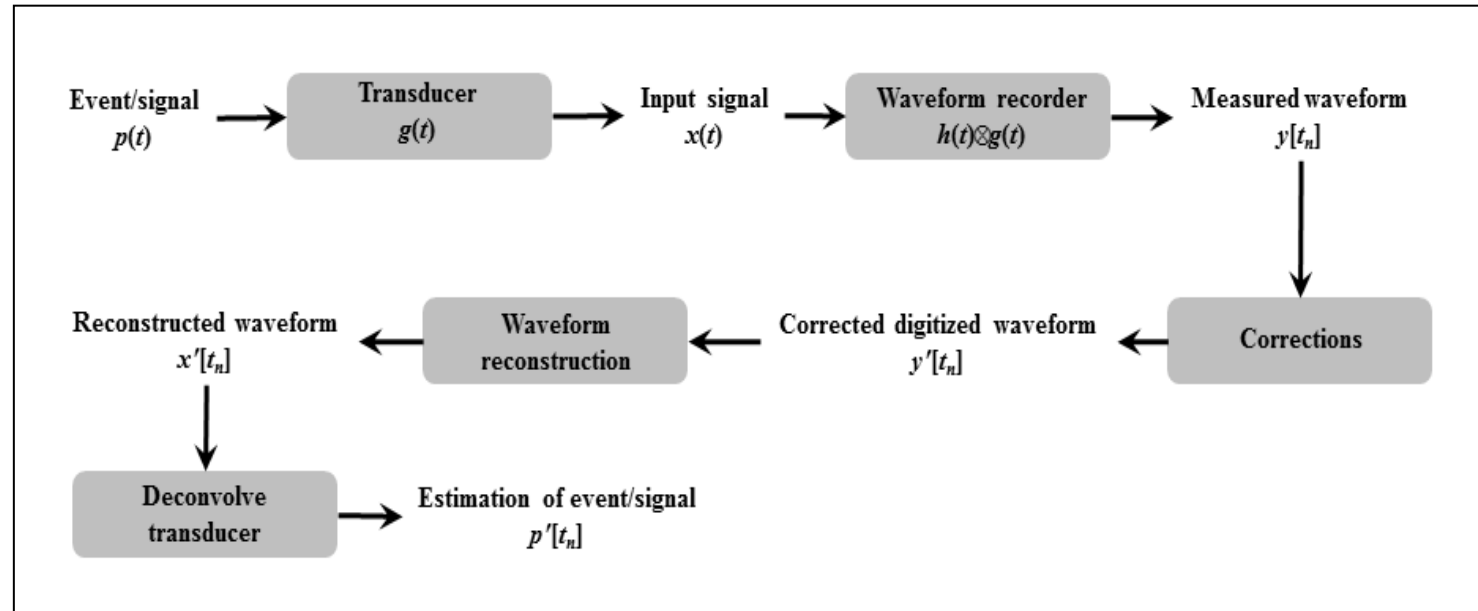 Event/signal
p(t)
Transducer
g(t)
Input signal
x(t)
Waveform recorder
h(t)⊗g(t)
Measured waveform
y[tₙ]
Reconstructed waveform
x′[tₙ]
Waveform
reconstruction
Corrected digitized waveform
y′[tₙ]
Corrections
Deconvolve
transducer
Estimation of event/signal
p′[tₙ]